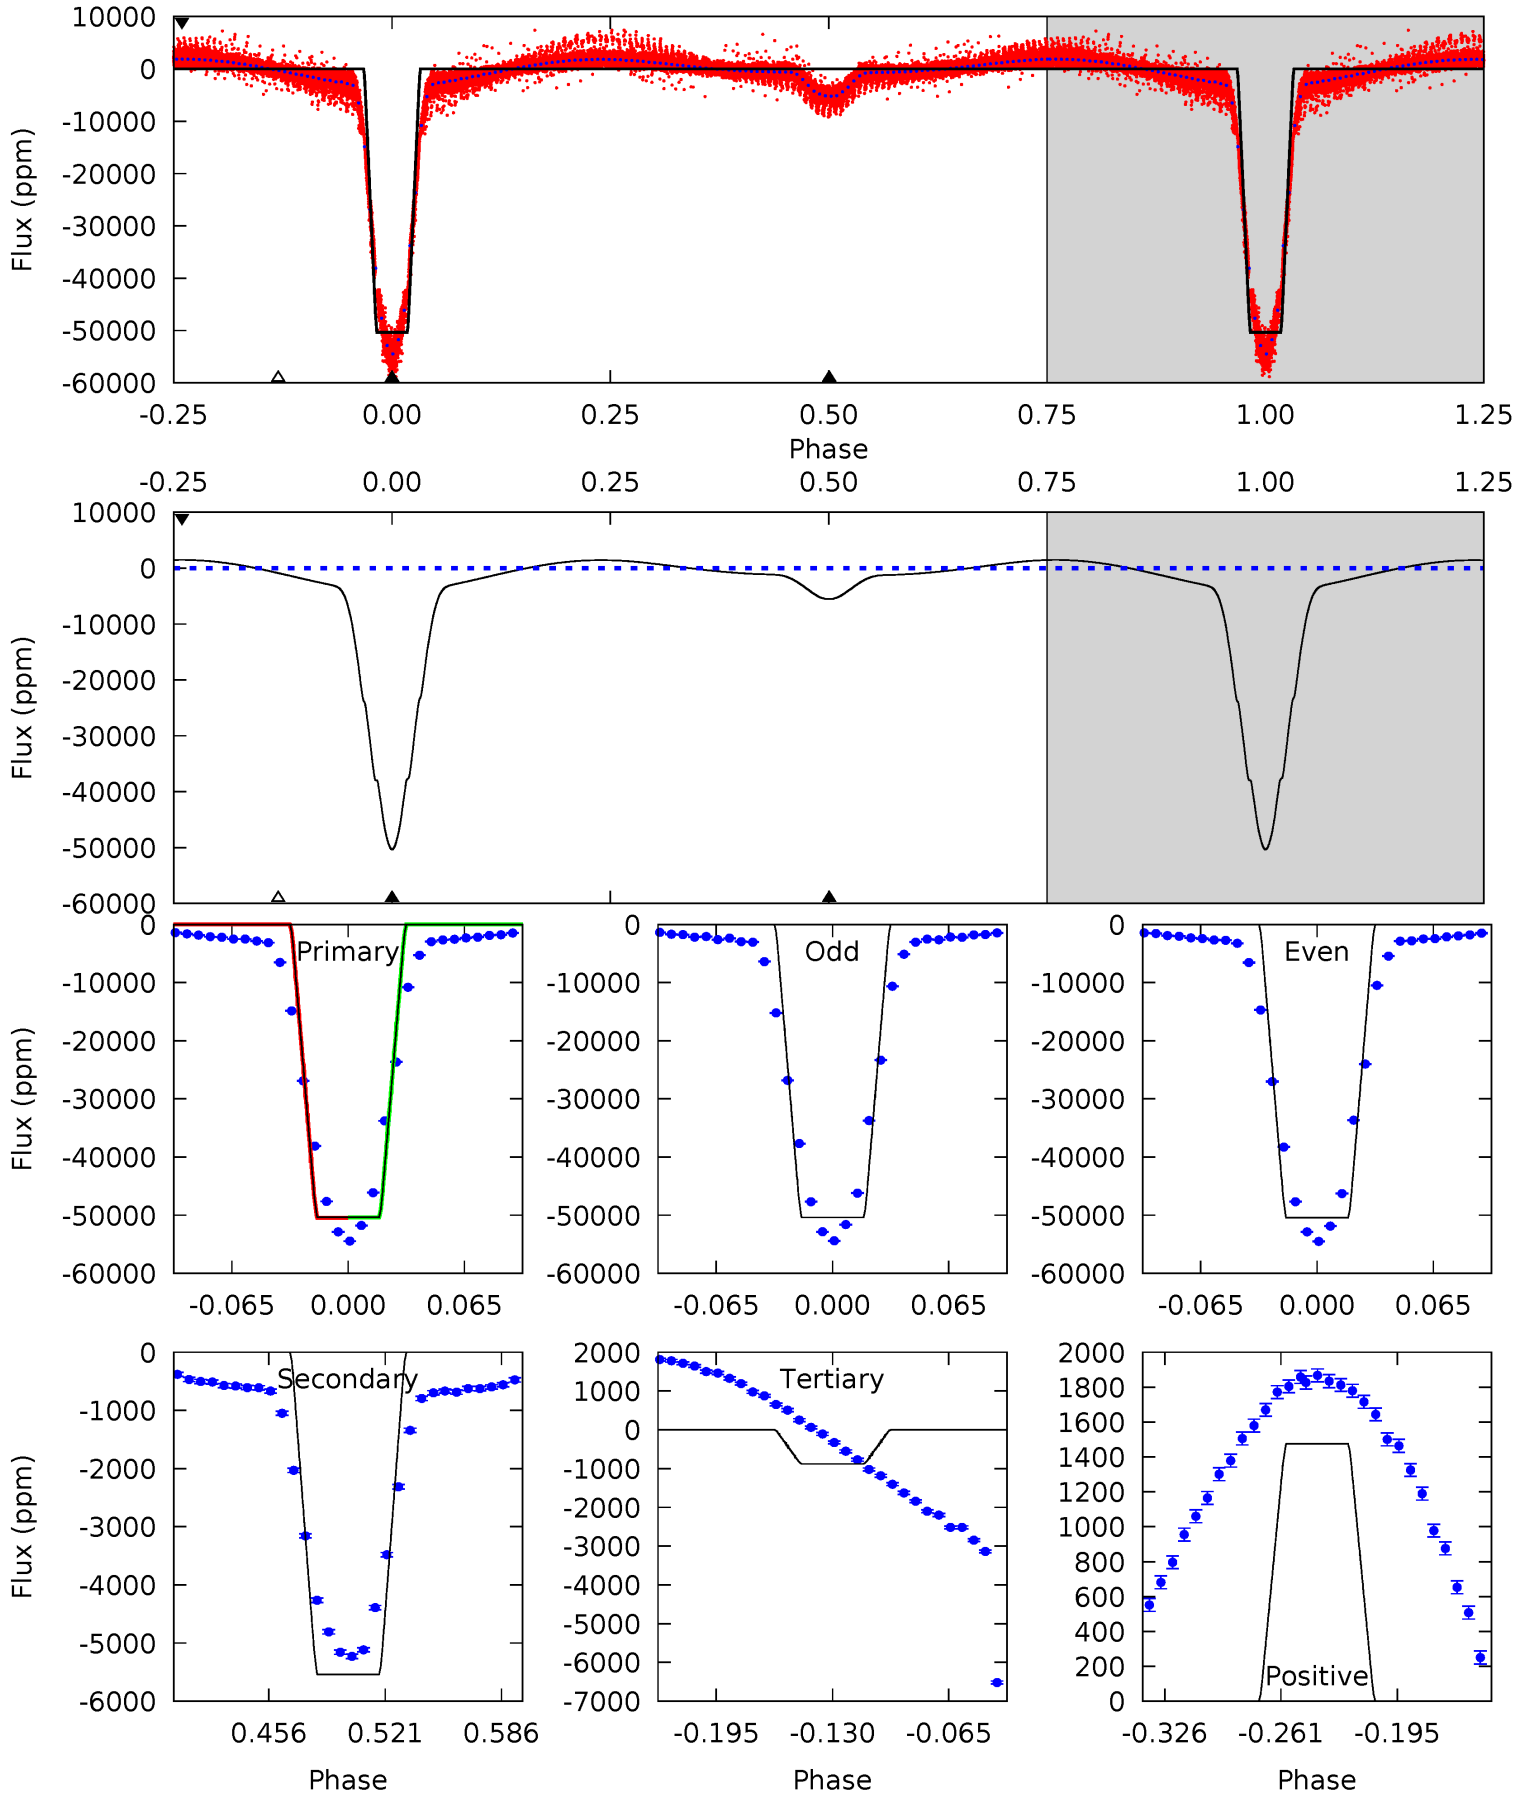 10000
0
-10000
-20000
-30000
-40000
-50000
-60000
Flux (ppm)
-0.25 0.00 0.25 0.50 0.75 1.00 1.25
Phase
-0.25 0.00 0.25 0.50 0.75 1.00 1.25
10000
0
-10000
-20000
-30000
-40000
-50000
-60000
Flux (ppm)
0
-10000
-20000
-30000
-40000
-50000
-60000
Flux (ppm)
Primary
-0.065 0.000 0.065
0
-10000
-20000
-30000
-40000
-50000
-60000
Odd
-0.065 0.000 0.065
0
-10000
-20000
-30000
-40000
-50000
-60000
Even
-0.065 0.000 0.065
0
-1000
-2000
-3000
-4000
-5000
-6000
Flux (ppm)
Secondary
0.456 0.521 0.586
Phase
2000
1000
0
-1000
-2000
-3000
-4000
-5000
-6000
-7000
Tertiary
-0.195 -0.130 -0.065
Phase
2000
1800
1600
1400
1200
1000
800
600
400
200
0
Positive
-0.326 -0.261 -0.195
Phase